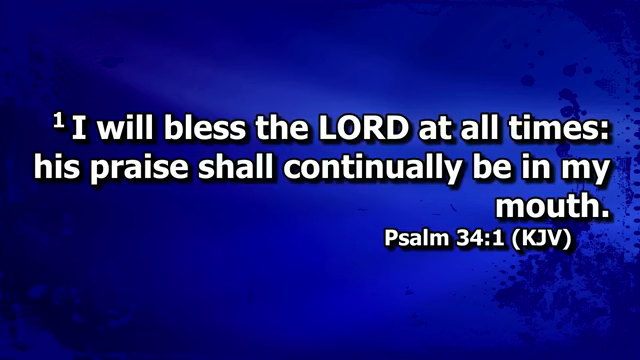 1 I will bless the LORD at all times:
his praise shall continually be in my
mouth.
Psalm 34:1 (KJV)